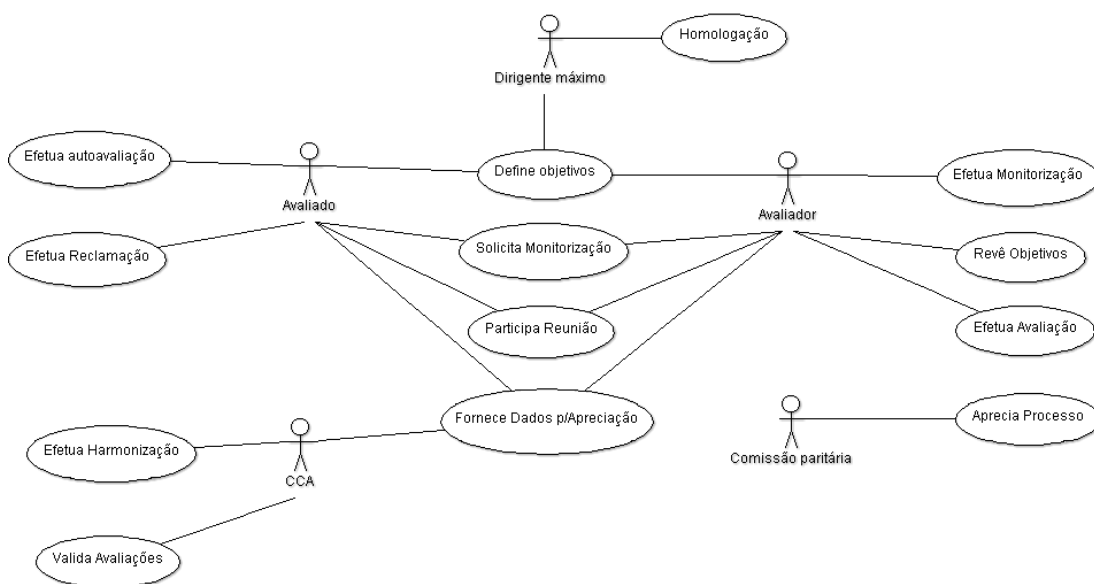 Homologação
Dirigente máximo
Efetua autoavaliação
Define objetivos
Efetua Monitorização
Avaliado
Avaliador
Efetua Reclamação
Solicita Monitorização
Revê Objetivos
Participa Reunião
Efetua Avaliação
Fornece Dados p/Apreciação
Aprecia Processo
Efetua Harmonização
Comissão paritária
CCA
Valida Avaliações